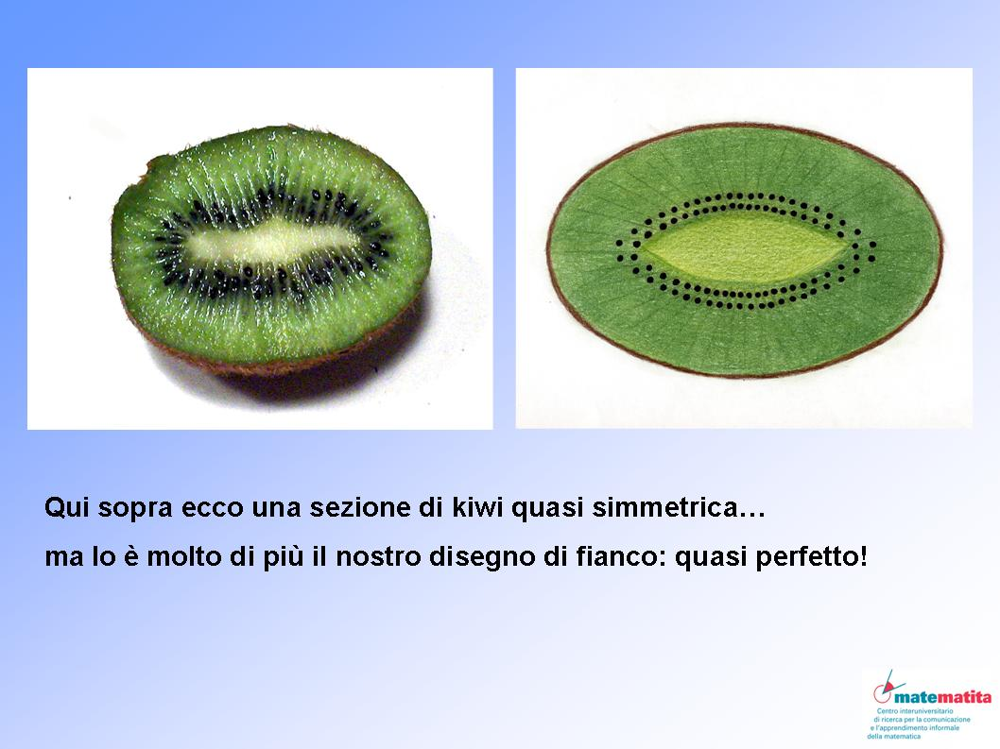 Qui sopra ecco una sezione di kiwi quasi simmetrica…
ma lo è molto di più il nostro disegno di fianco: quasi perfetto!
matematita
Centro interuniversitario
di ricerca per la comunicazione
e l'apprendimento informale
della matematica